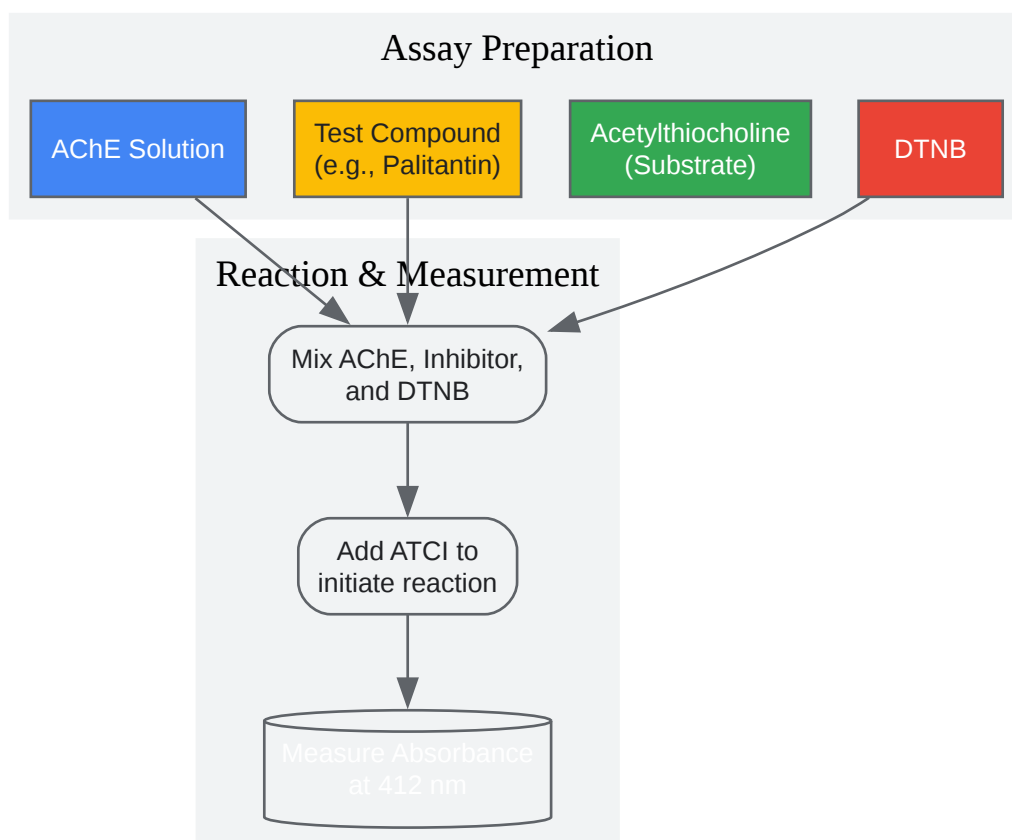 Assay Preparation
AChE Solution
Test Compound
(e.g., Palitantin)
Acetylthiocholine
(Substrate)
DTNB
Reaction & Measurement
Mix AChE, Inhibitor,
and DTNB
Add ATCI to
initiate reaction
Measure Absorbance
at 412 nm